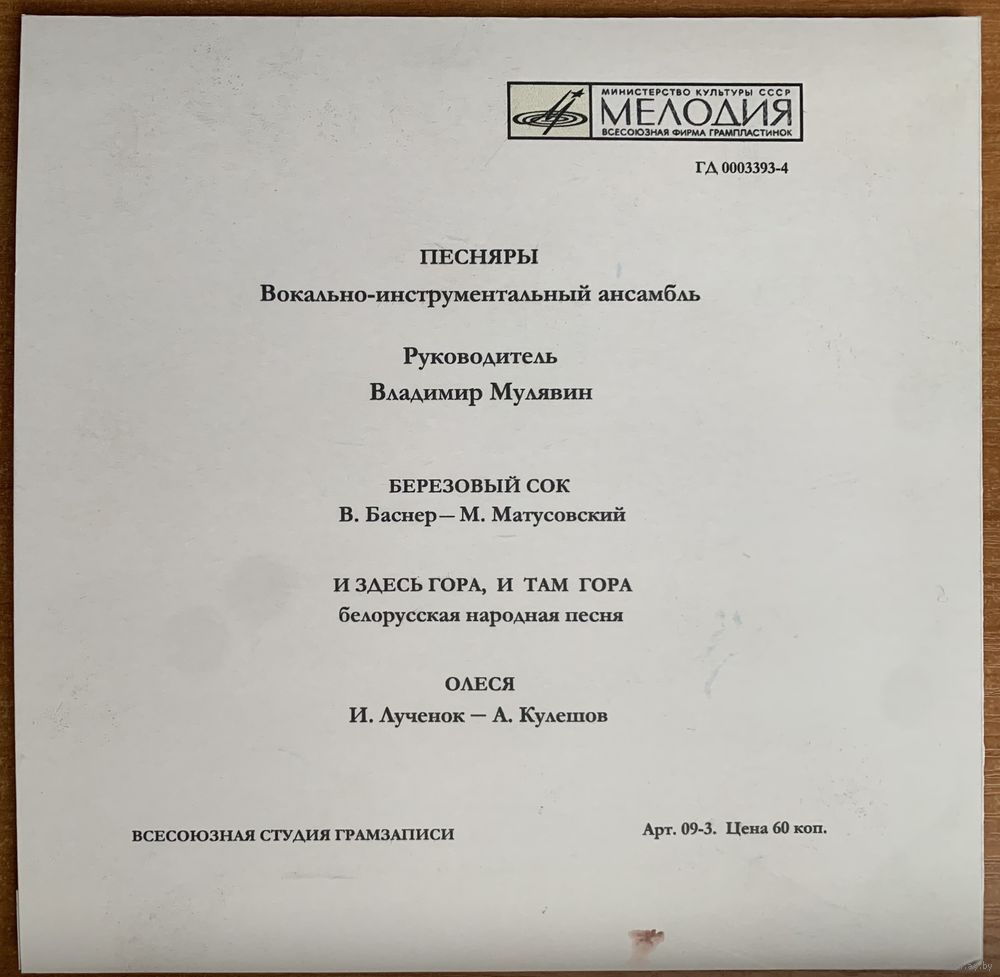 МИНИСТЕРСТВО КУЛЬТУРЫ СССР
МЕЛОДИЯ
ВСЕСОЮЗНАЯ ФИРМА ГРАМПЛАСТИНОК
ГД 0003393-4
ПЕСНЯРЫ
Вокально-инструментальный ансамбль
Руководитель
Владимир Мулявин
БЕРЕЗОВЫЙ СОК
В. Баснер — М. Матусовский
И ЗДЕСЬ ГОРА, И ТАМ ГОРА
белорусская народная песня
ОЛЕСЯ
И. Лученок — А. Кулешов
ВСЕСОЮЗНАЯ СТУДИЯ ГРАМЗАПИСИ
Арт. 09-3. Цена 60 коп.